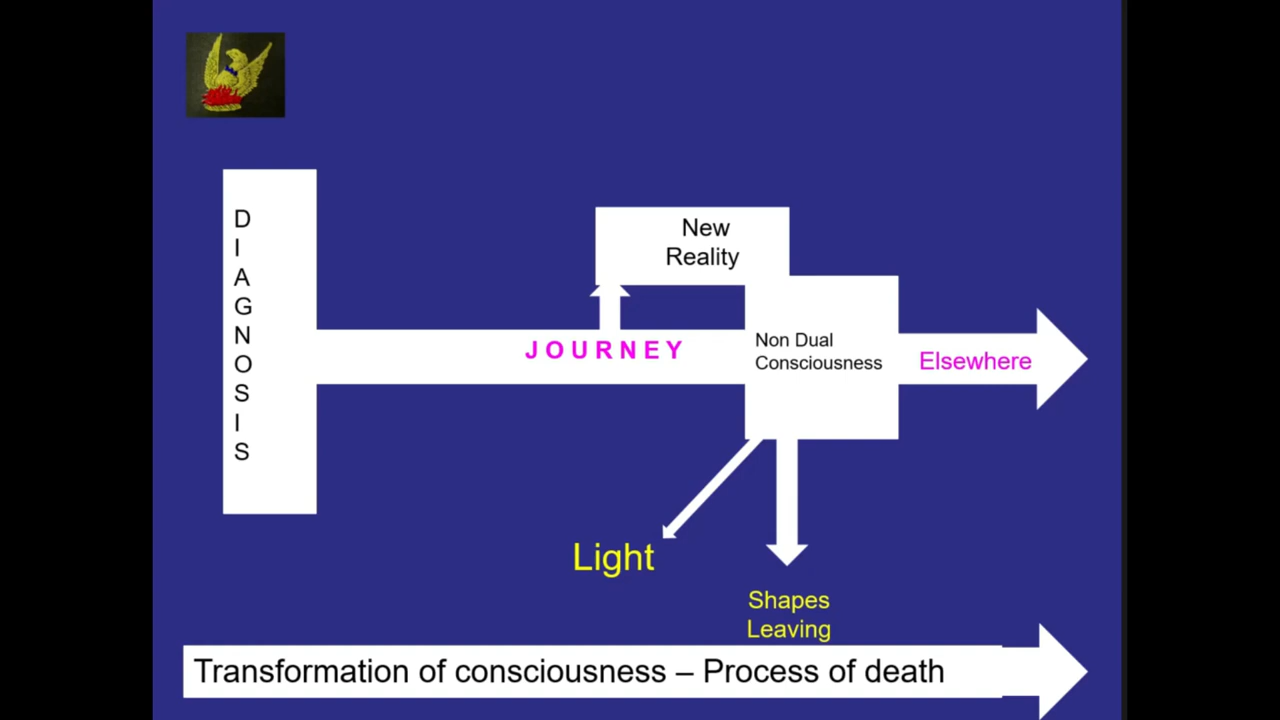 D
I
A
G
N
O
S
I
S
New
Reality
JOURNEY
Non Dual
Consciousness
Elsewhere
Light
Shapes
Leaving
Transformation of consciousness – Process of death